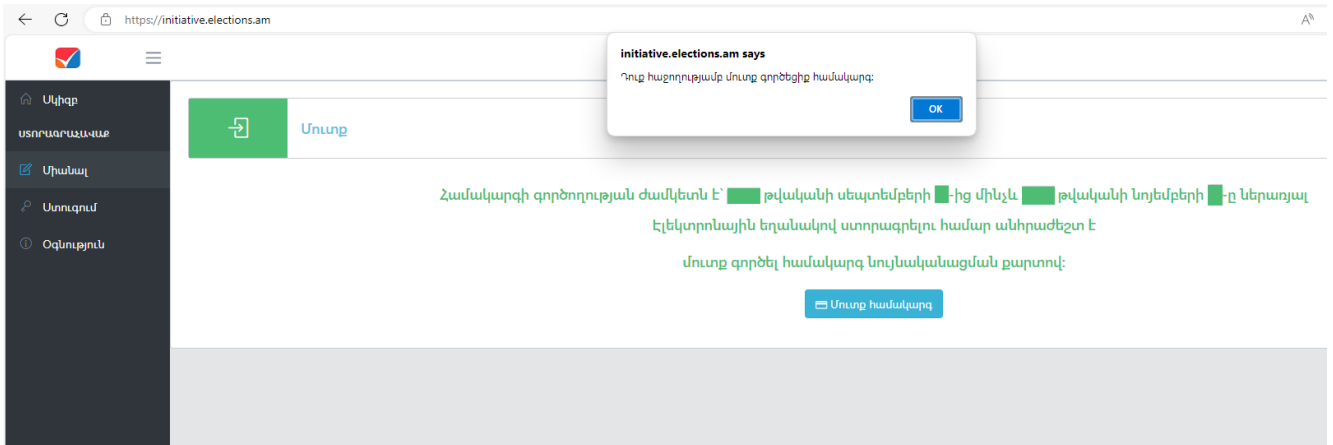 https://initiative.elections.am
initiative.elections.am says
Դուք հաջողությամբ մուտք գործեցիք համակարգ:
OK
Սկիզբ
ՍՏՈՐԱԳՐԱՀԱՎԱՔ
Միանալ
Ստուգում
Օգնություն
Մուտք
Համակարգի գործողության ժամկետն է՝ թվականի սեպտեմբերի -ից մինչև թվականի նոյեմբերի -ը ներառյալ
Էլեկտրոնային եղանակով ստորագրելու համար անհրաժեշտ է
մուտք գործել համակարգ նույնականացման քարտով:
Մուտք համակարգ